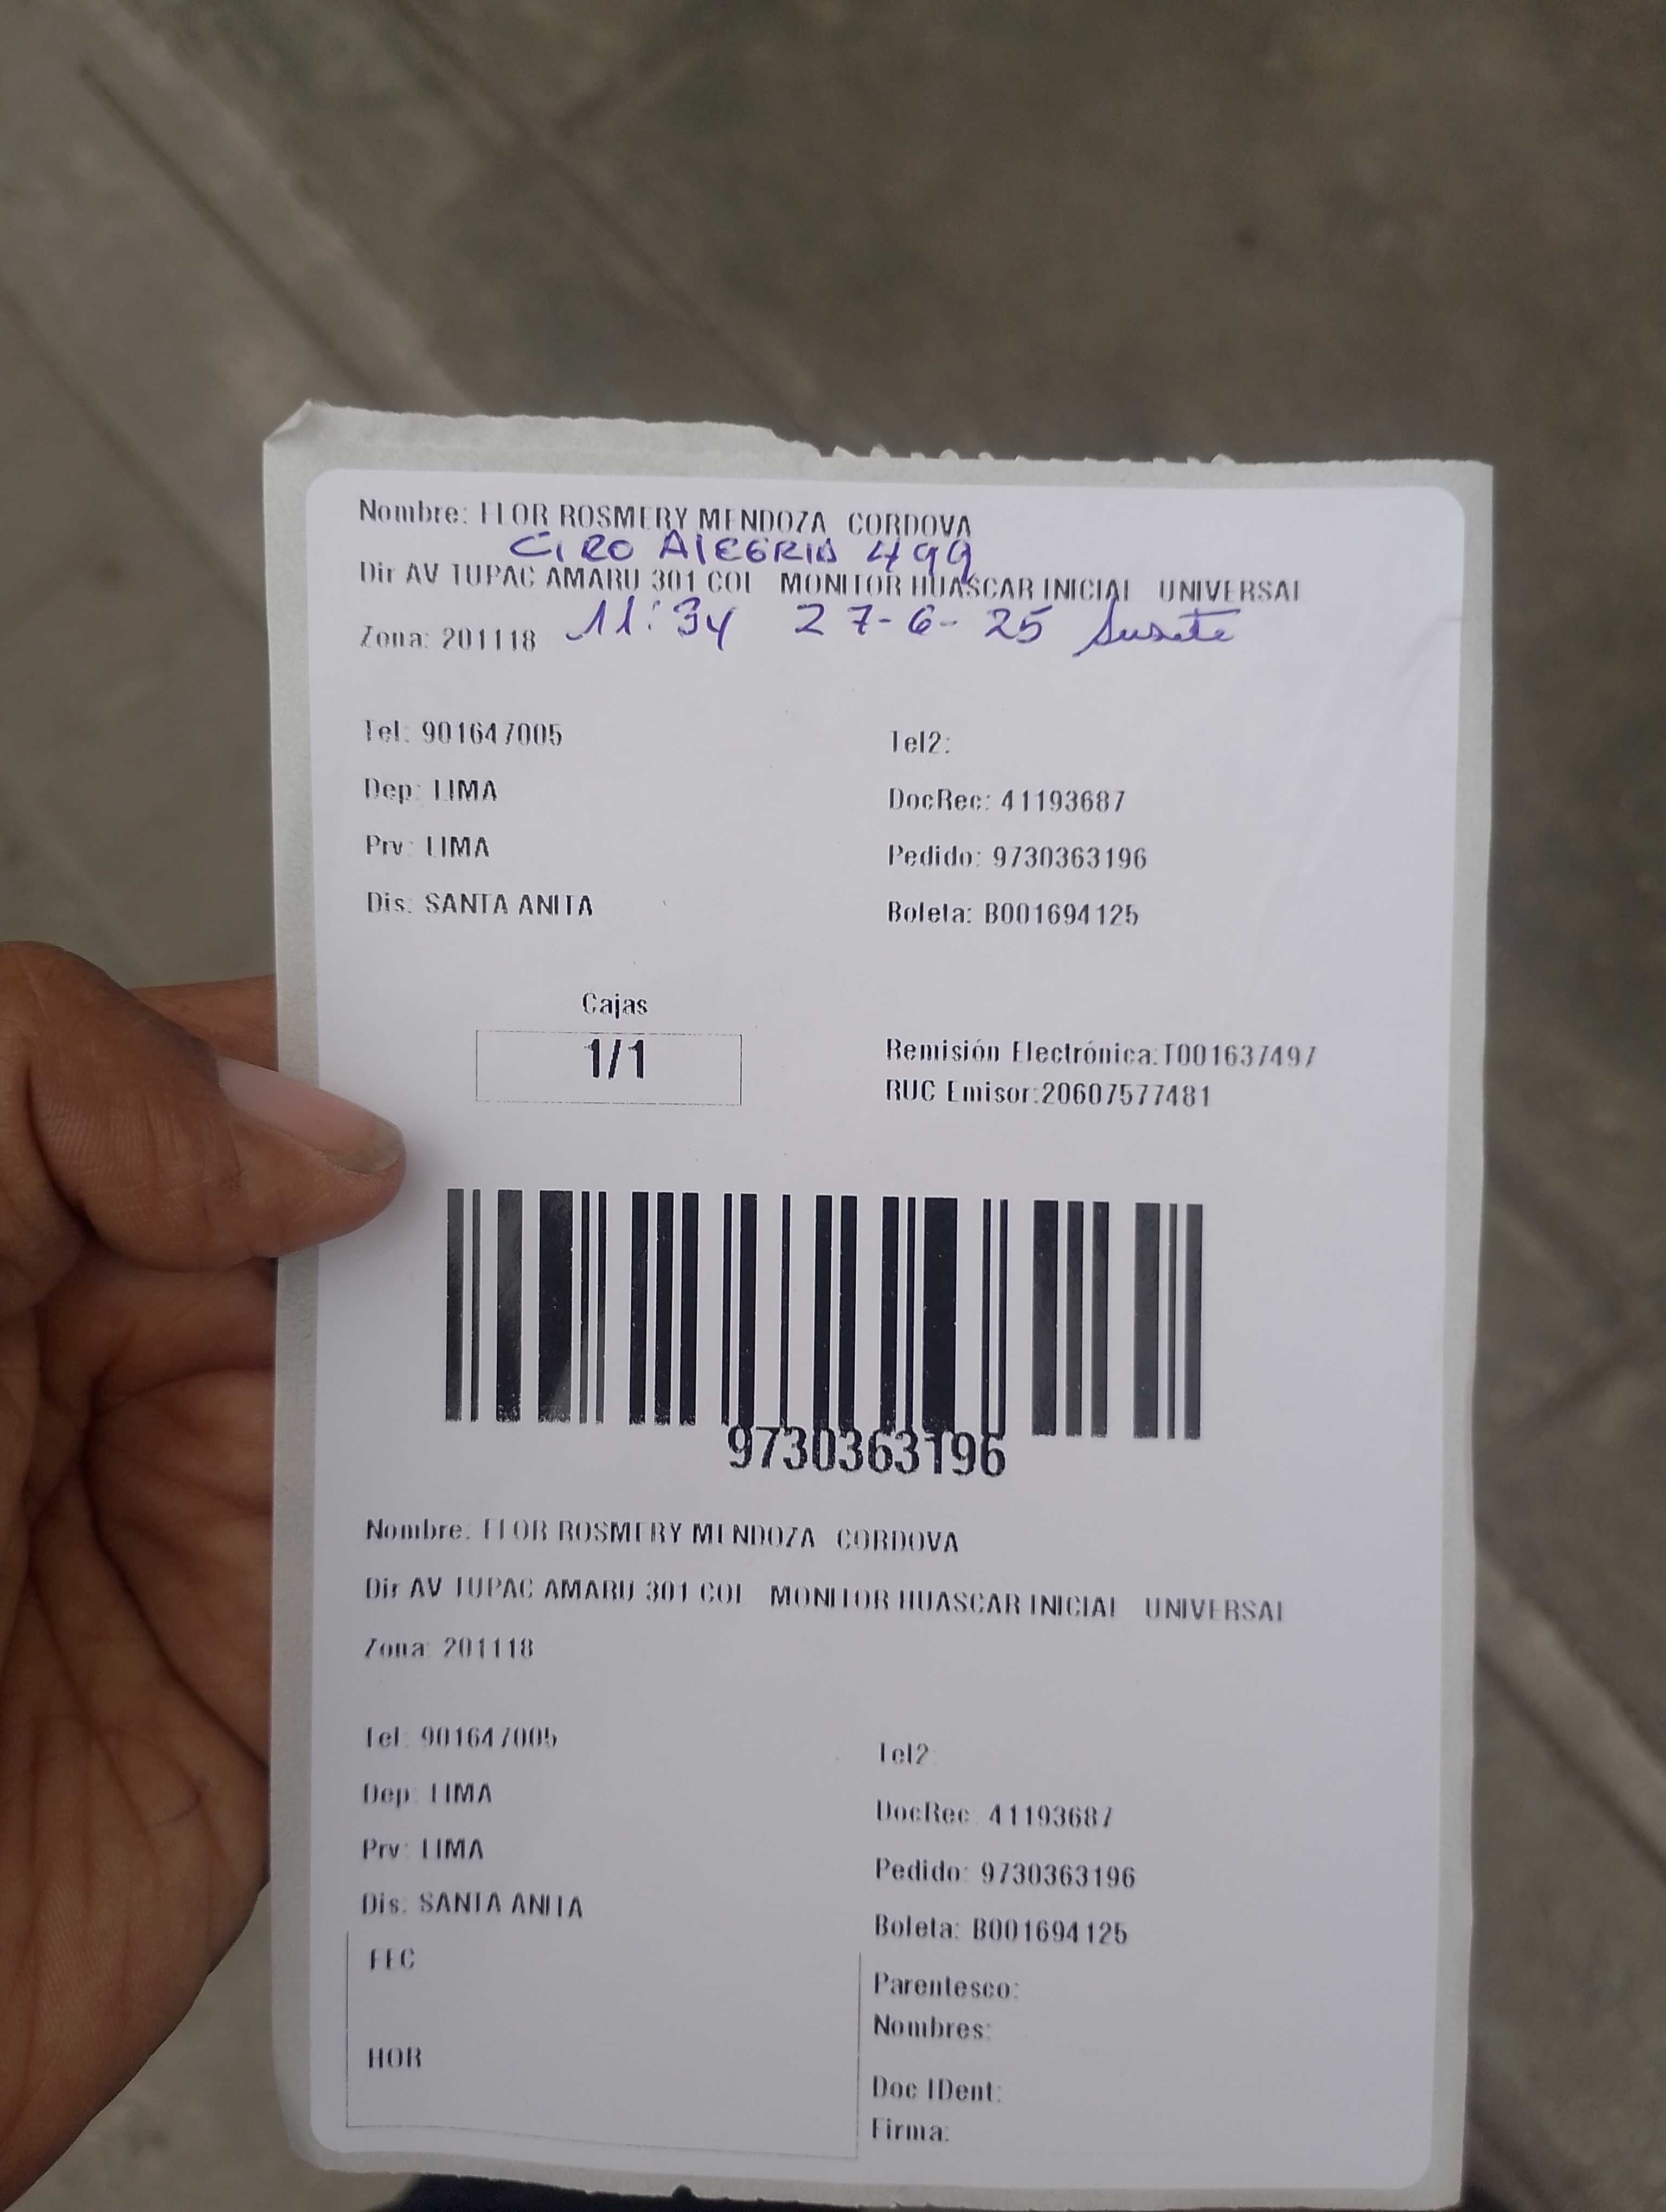 Nombre: FLOR ROSMERY MENDOZA CORDOVA
CIRO AlEGRIA 499
Dir AV TUPAC AMARU 301 COL MONITOR HUASCAR INICIAL UNIVERSAL
11:34 27-6-25 Susete
Zona: 201118
Tel: 901647005 Tel2:
Dep: LIMA DocRec: 41193687
Prv: LIMA Pedido: 9730363196
Dis: SANTA ANITA Boleta: B001694125
Cajas
1/1
Remisión Electrónica:T001637497
RUC Emisor:20607577481
9730363196
Nombre: FLOR ROSMERY MENDOZA CORDOVA
Dir AV TUPAC AMARU 301 COL MONITOR HUASCAR INICIAL UNIVERSAL
Zona: 201118
Tel: 901647005 Tel2
Dep: LIMA DocRec: 41193687
Prv: LIMA Pedido: 9730363196
Dis: SANTA ANITA Boleta: B001694125
FEC
HOR
Parentesco:
Nombres:
Doc IDent:
Firma: